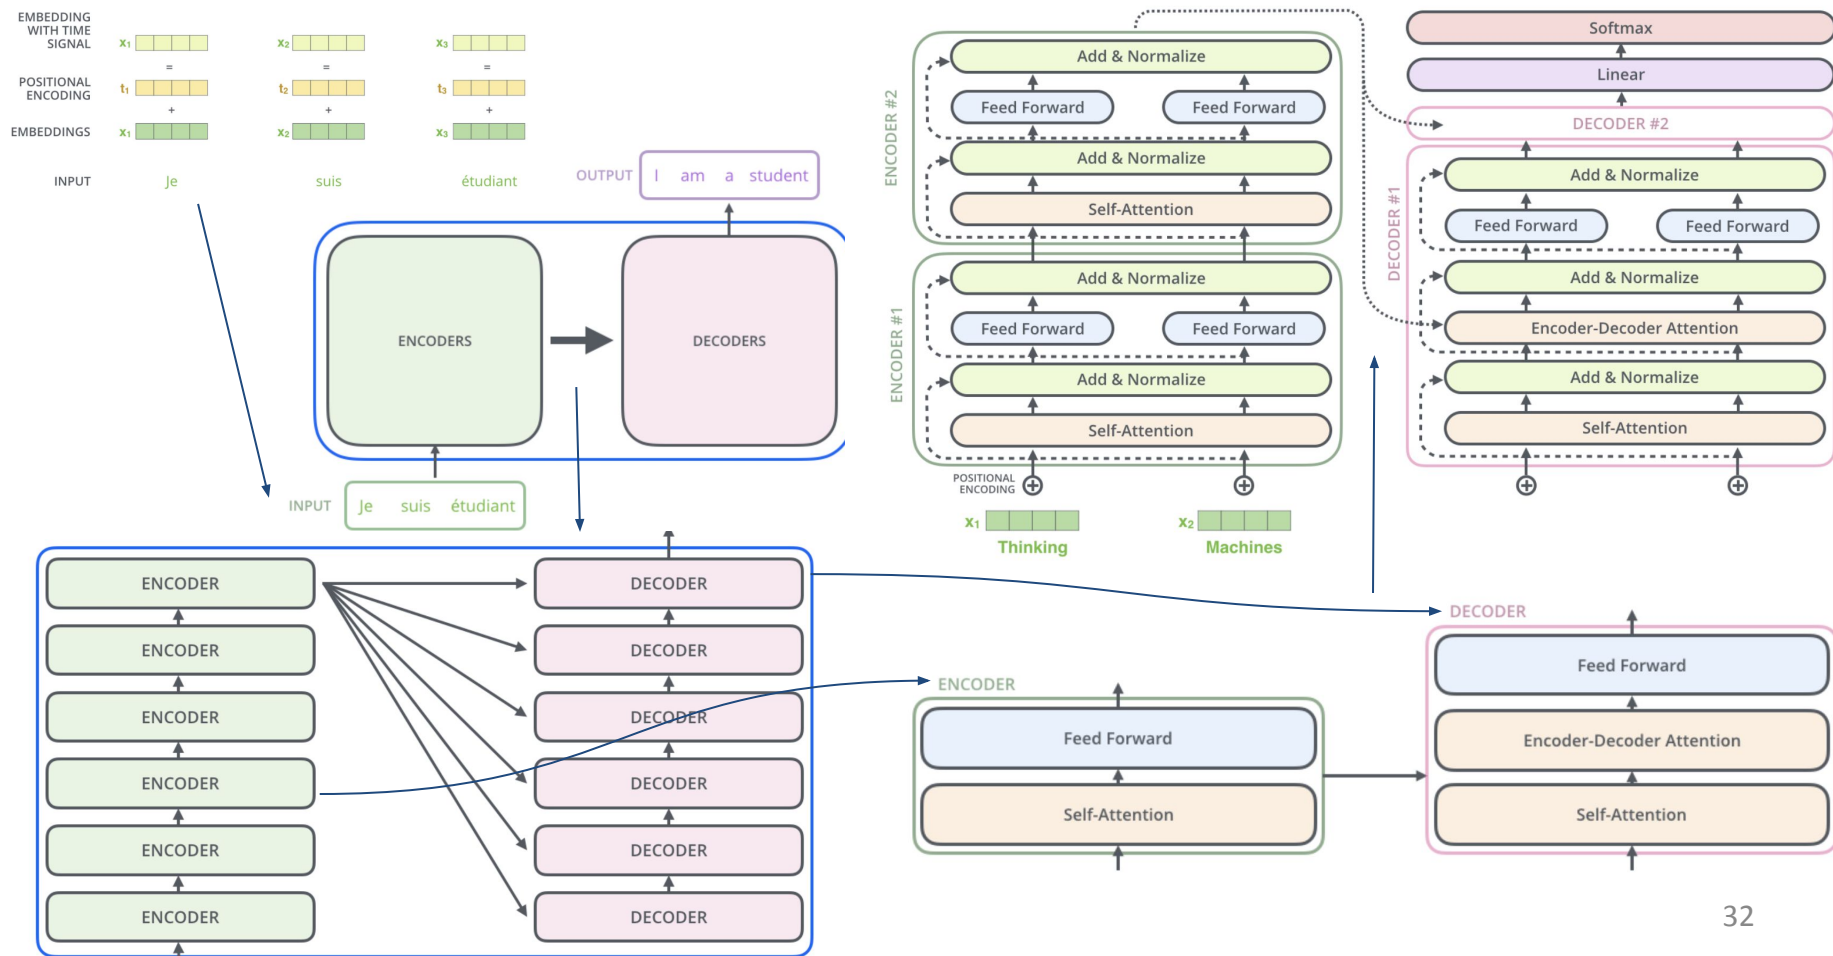 EMBEDDING
WITH TIME
SIGNAL
x1 x2 x3
= = =
POSITIONAL
ENCODING
t1 t2 t3
+ + +
EMBEDDINGS x1 x2 x3
INPUT Je suis étudiant
OUTPUT I am a student
ENCODERS DECODERS
INPUT Je suis étudiant
ENCODER DECODER
ENCODER DECODER
ENCODER DECODER
ENCODER DECODER
ENCODER DECODER
ENCODER DECODER
ENCODER #2
Add & Normalize
Feed Forward Feed Forward
Add & Normalize
Self-Attention
ENCODER #1
Add & Normalize
Feed Forward Feed Forward
Add & Normalize
Self-Attention
POSITIONAL
ENCODING
x1 x2
Thinking Machines
Softmax
Linear
DECODER #2
DECODER #1
Add & Normalize
Feed Forward Feed Forward
Add & Normalize
Encoder-Decoder Attention
Add & Normalize
Self-Attention
ENCODER
Feed Forward
Self-Attention
DECODER
Feed Forward
Encoder-Decoder Attention
Self-Attention
32